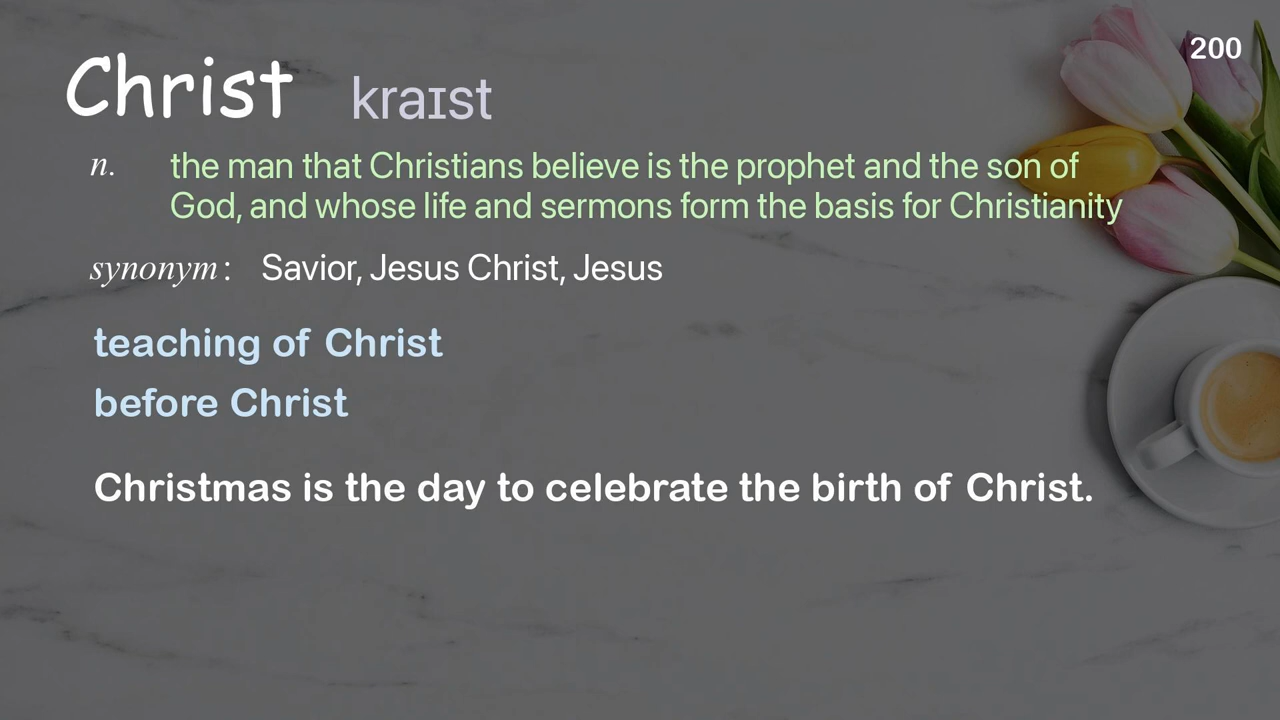 200
Christ kraɪst
n. the man that Christians believe is the prophet and the son of
God, and whose life and sermons form the basis for Christianity
synonym: Savior, Jesus Christ, Jesus
teaching of Christ
before Christ
Christmas is the day to celebrate the birth of Christ.